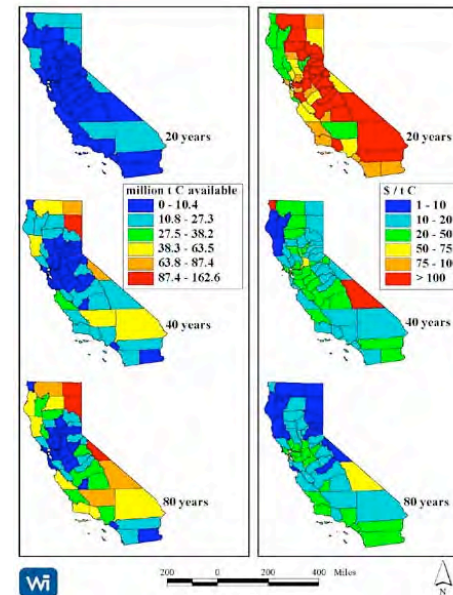 20 years
million t C available
0 - 10.4
10.8 - 27.3
27.5 - 38.2
38.3 - 63.5
63.8 - 87.4
87.4 - 162.6
40 years
80 years
20 years
$ / t C
1 - 10
10 - 20
20 - 50
50 - 75
75 - 10
> 100
40 years
80 years
Wi
200 0 200 400 Miles
N